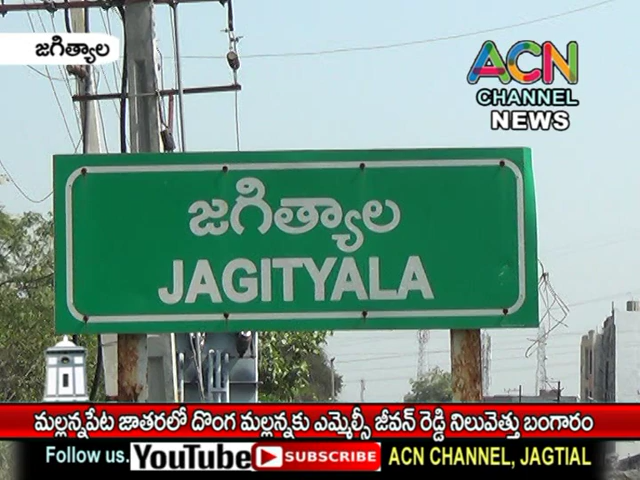 జగిత్యాల
ACN
CHANNEL
NEWS
జగిత్యాల
JAGITYALA
మల్లన్నపేట జాతరలో దొంగ మల్లన్నకు ఎమ్మెల్సీ జీవన్ రెడ్డి నిలువెత్తు బంగారం
Follow us. YouTube SUBSCRIBE ACN CHANNEL, JAGTIAL